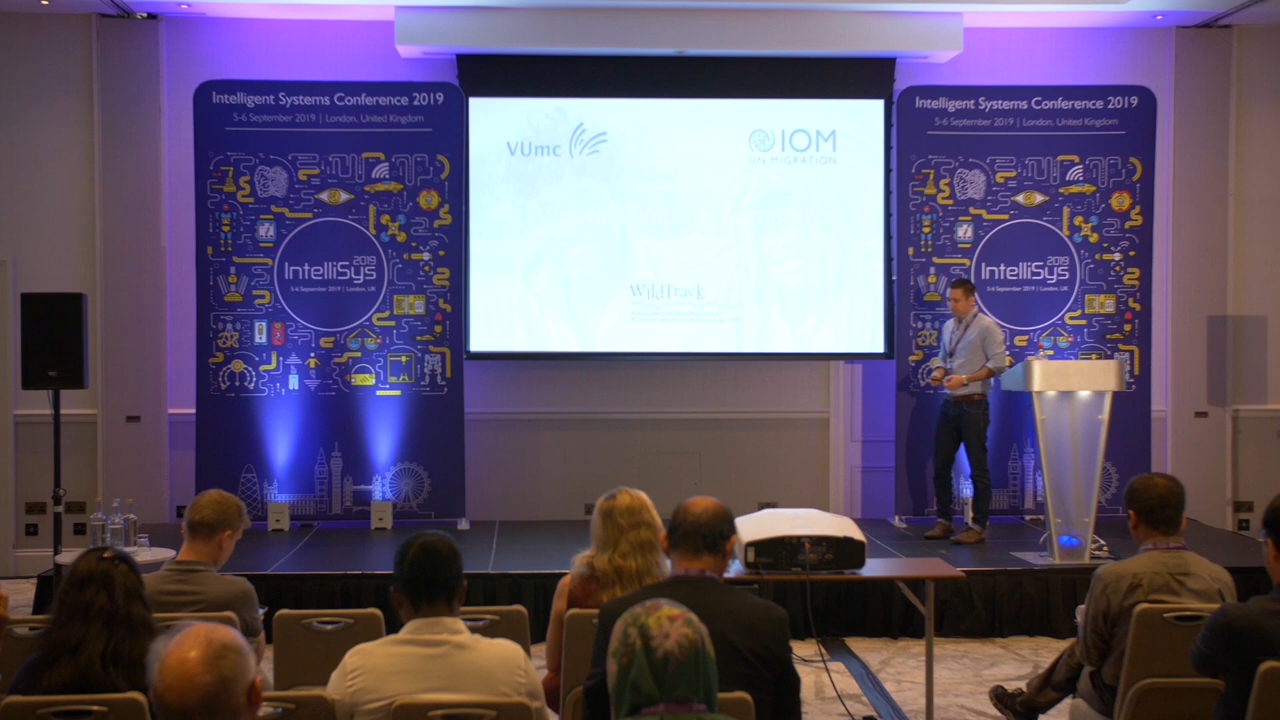 Intelligent Systems Conference 2019
5-6 September 2019 | London, United Kingdom
2019
IntelliSys
5-6 September 2019 | London, UK
VUmc
IOM
UN MIGRATION
WildTrack
Intelligent Systems Conference 2019
5-6 September 2019 | London, United Kingdom
2019
IntelliSys
5-6 September 2019 | London, UK